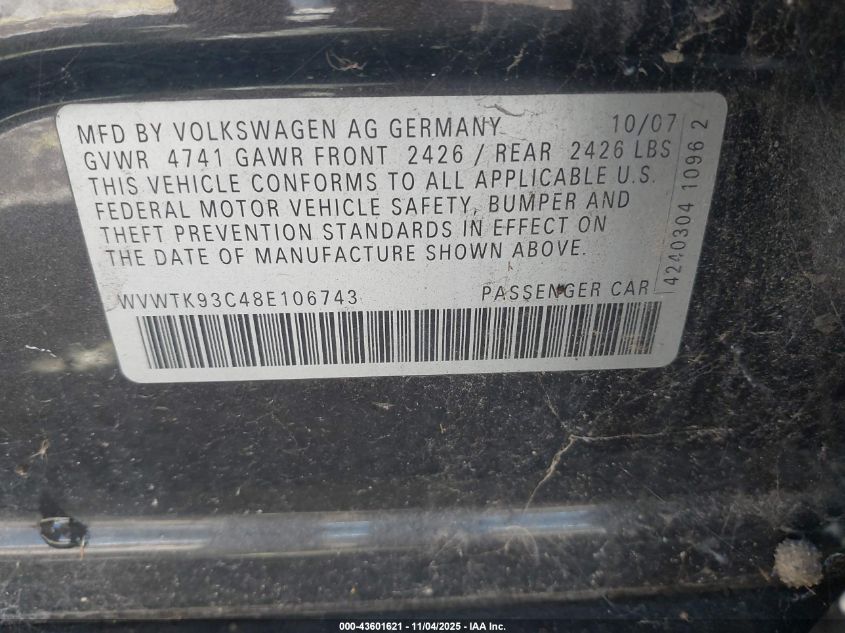 MFD BY VOLKSWAGEN AG GERMANY 10/07
GVWR 4741 GAWR FRONT 2426 / REAR 2426 LBS
THIS VEHICLE CONFORMS TO ALL APPLICABLE U.S.
FEDERAL MOTOR VEHICLE SAFETY, BUMPER AND
THEFT PREVENTION STANDARDS IN EFFECT ON
THE DATE OF MANUFACTURE SHOWN ABOVE.
WVWTK93C48E106743 PASSENGER CAR
4240304 1096 2
000-43601621 - 11/04/2025 - IAA Inc.